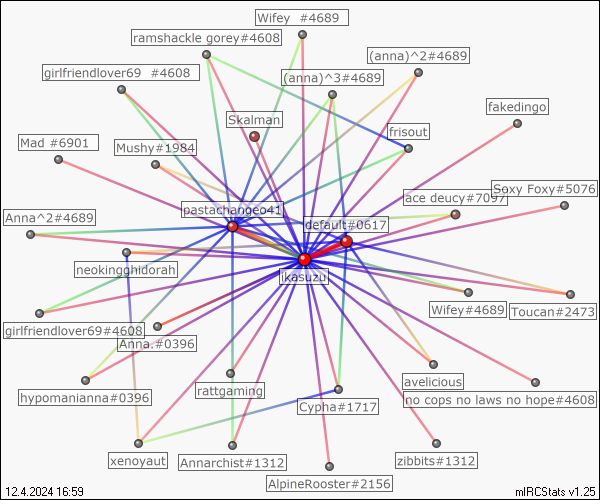 Wifey  #4689
ramshackle gorey#4608
(anna)^2#4689
girlfriendlover69  #4608
(anna)^3#4689
fakedingo
Skalman
frisout
Mad #6901
Mushy#1984
ace deucy#7097
Soxy Foxy#5076
Anna^2#4689
pastachangeo41
default#0617
neokingghidorah
ikasuzu
Wifey#4689
Toucan#2473
girlfriendlover69#4608
Anna.#0396
avelicious
hypomanianna#0396
rattgaming
no cops no laws no hope#4608
Cypha#1717
xenoyaut
Annarchist#1312
zibbits#1312
AlpineRooster#2156
12.4.2024 16:59
mIRCStats v1.25